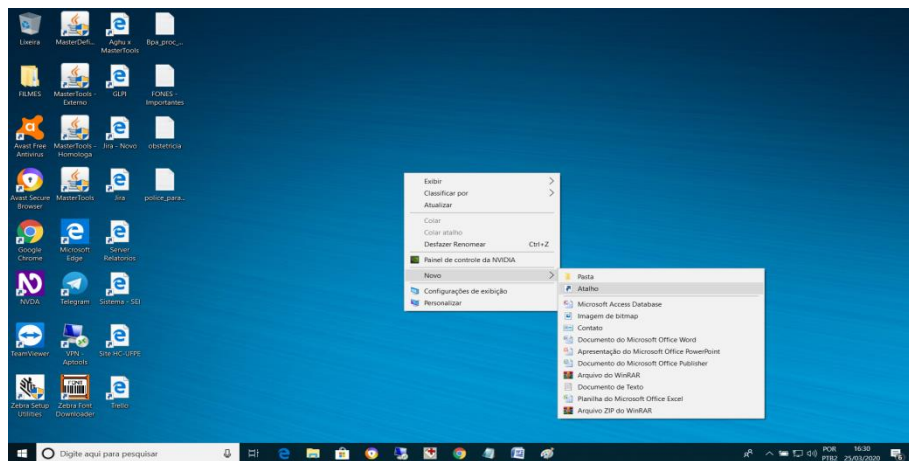 Lixeira
MasterDefi...
Aghu x
MasterTools
Bpa_proc_...
FILMES
MasterTools -
Externo
GLPI
FONES -
Importantes
Avast Free
Antivirus
MasterTools -
Homologa
Jira - Novo
obstetricia
Avast Secure
Browser
MasterTools
Jira
police_para...
Google
Chrome
Microsoft
Edge
Server
Relatorios
NVDA
Telegram
Sistema - SEI
TeamViewer
VPN -
Aptools
Site HC-UFPE
Zebra Setup
Utilities
Zebra Font
Downloader
Trello
Exibir
Classificar por
Atualizar
Colar
Colar atalho
Desfazer Renomear Ctrl+Z
Painel de controle da NVIDIA
Novo
Configurações de exibição
Personalizar
Pasta
Atalho
Microsoft Access Database
Imagem de bitmap
Contato
Documento do Microsoft Office Word
Apresentação do Microsoft Office PowerPoint
Documento do Microsoft Office Publisher
Arquivo do WinRAR
Documento de Texto
Planilha do Microsoft Office Excel
Arquivo ZIP do WinRAR
Digite aqui para pesquisar
POR 16:30
PTB2 25/03/2020